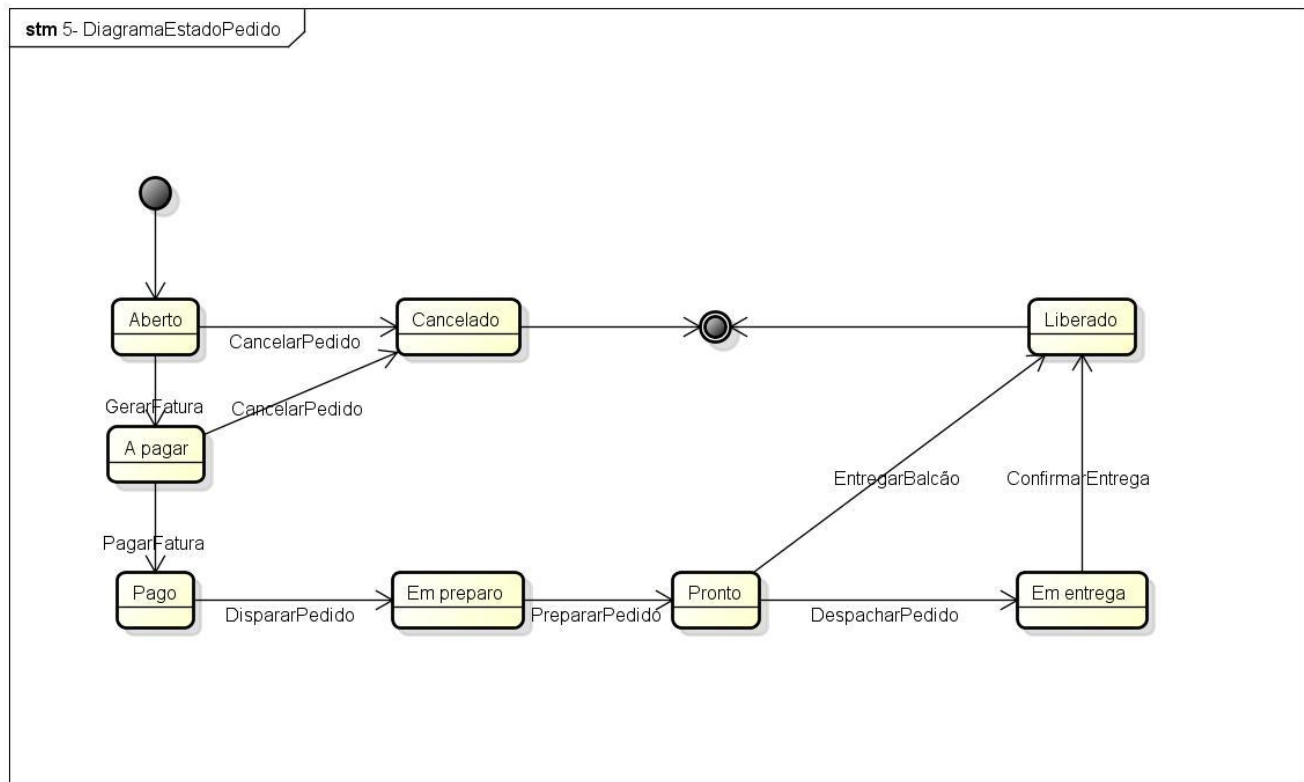 stm 5- DiagramaEstadoPedido
Aberto
CancelarPedido
Cancelado
Liberado
GerarFatura
CancelarPedido
A pagar
EntregarBalcão
ConfirmarEntrega
PagarFatura
Pago
DispararPedido
Em preparo
PrepararPedido
Pronto
DespacharPedido
Em entrega